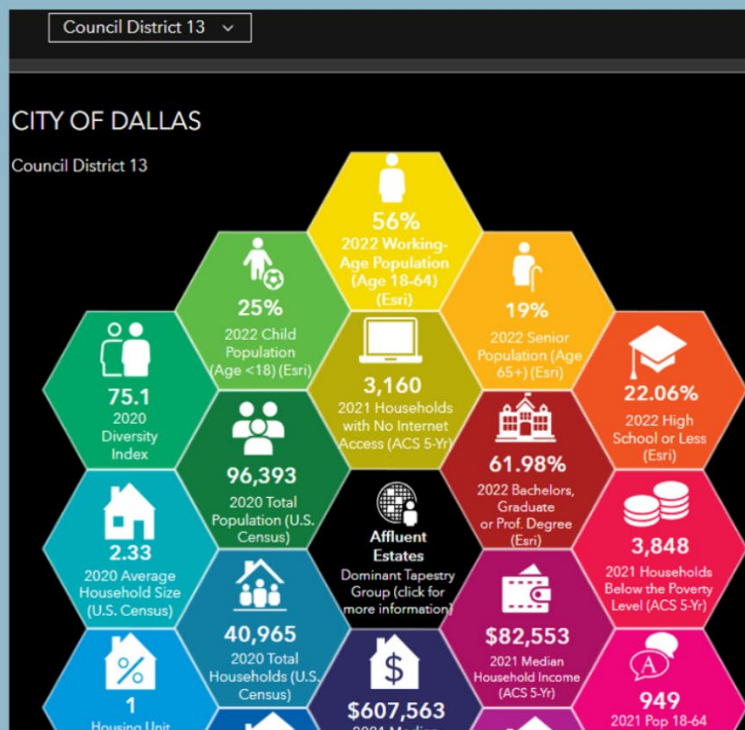 Council District 13
CITY OF DALLAS
Council District 13
56%
2022 Working-
Age Population
(Age 18-64)
(Esri)
25%
2022 Child
Population
(Age <18) (Esri)
19%
2022 Senior
Population (Age
65+) (Esri)
75.1
2020
Diversity
Index
3,160
2021 Households
with No Internet
Access (ACS 5-Yr)
22.06%
2022 High
School or Less
(Esri)
96,393
2020 Total
Population (U.S.
Census)
61.98%
2022 Bachelors,
Graduate
or Prof. Degree
(Esri)
2.33
2020 Average
Household Size
(U.S. Census)
Affluent
Estates
Dominant Tapestry
Group (click for
more information)
3,848
2021 Households
Below the Poverty
Level (ACS 5-Yr)
40,965
2020 Total
Households (U.S.
Census)
$82,553
2021 Median
Household Income
(ACS 5-Yr)
%
1
Housing Unit
$
$607,563
2021 Median
A
949
2021 Pop 18-64